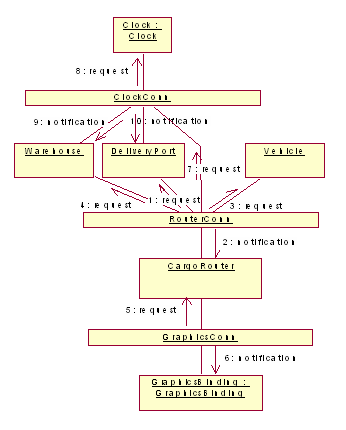 Clock :
Clock
8 : request
ClockConn
9 : notification
10 : notification
Warehouse
DeliveryPort
Vehicle
7 : request
4 : request
1 : request
3 : request
RouterConn
2 : notification
CargoRouter
5 : request
GraphicsConn
6 : notification
GraphicsBinding :
GraphicsBinding